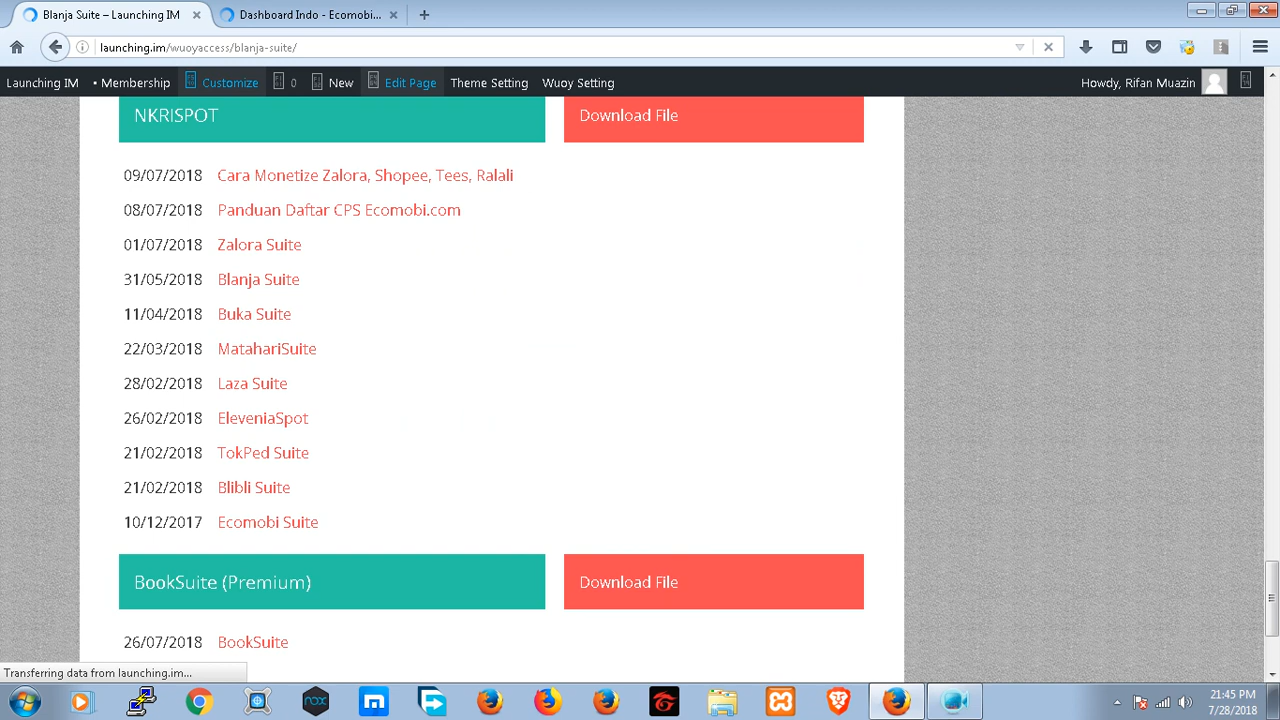 Blanja Suite – Launching IM
Dashboard Indo - Ecomobi...
launching.im/wuoyaccess/blanja-suite/
Launching IM • Membership Customize 0 New Edit Page Theme Setting Wuoy Setting Howdy, Rifan Muazin
NKRISPOT Download File
09/07/2018 Cara Monetize Zalora, Shopee, Tees, Ralali
08/07/2018 Panduan Daftar CPS Ecomobi.com
01/07/2018 Zalora Suite
31/05/2018 Blanja Suite
11/04/2018 Buka Suite
22/03/2018 MatahariSuite
28/02/2018 Laza Suite
26/02/2018 EleveniaSpot
21/02/2018 TokPed Suite
21/02/2018 Blibli Suite
10/12/2017 Ecomobi Suite
BookSuite (Premium) Download File
26/07/2018 BookSuite
Transferring data from launching.im...
nox
21:45 PM
7/28/2018